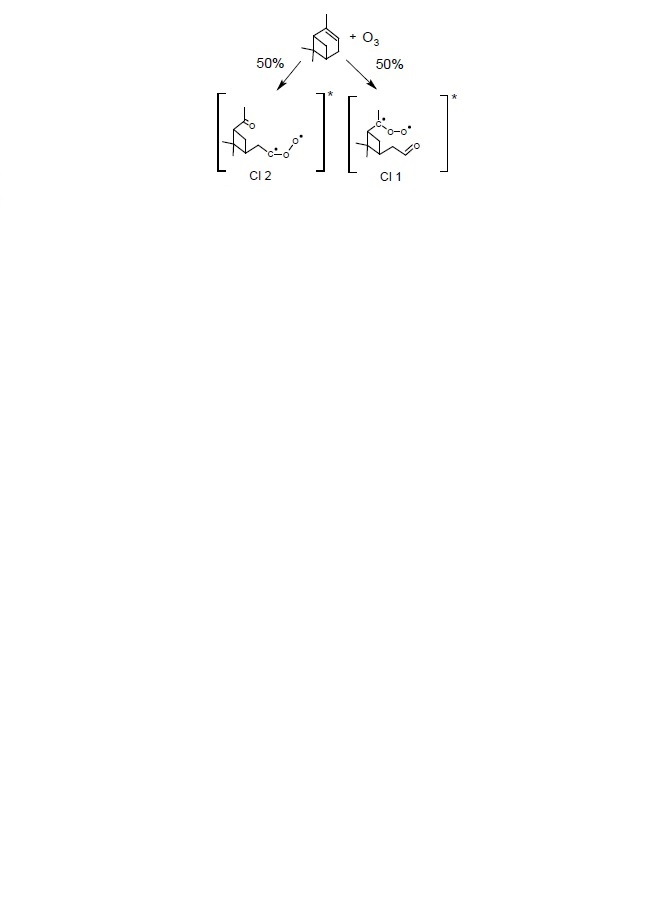 + O3
50% 50%
* *
C• O O•
O
O•
C• O
O
CI 2 CI 1